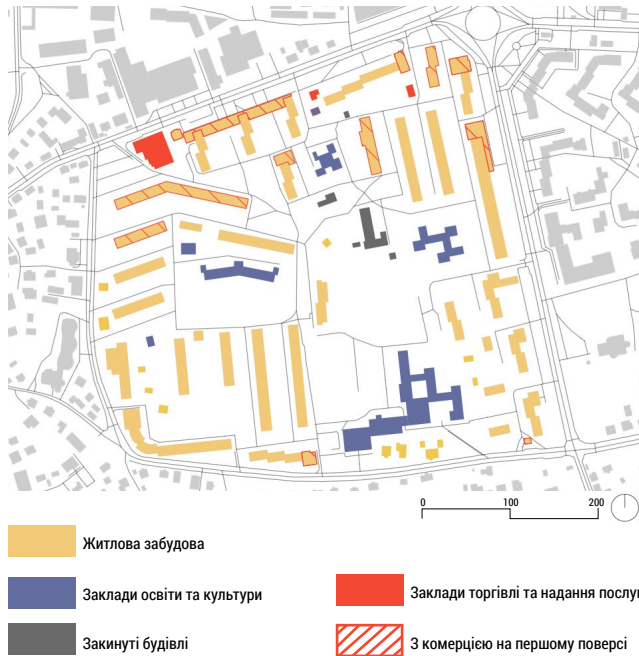 0 100 200
Житлова забудова
Заклади освіти та культури
Заклади торгівлі та надання послу
Закинуті будівлі
З комерцією на першому поверсі